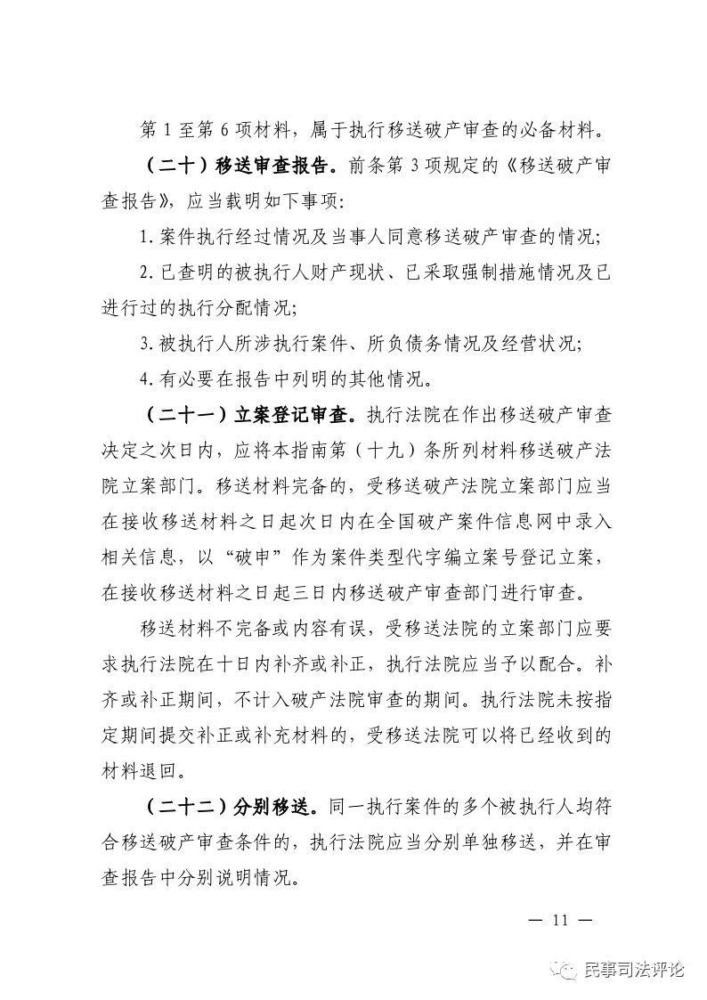 第 1 至第 6 项材料，属于执行移送破产审查的必备材料。
（二十）移送审查报告。前条第 3 项规定的《移送破产审
查报告》，应当载明如下事项：
1.案件执行经过情况及当事人同意移送破产审查的情况；
2.已查明的被执行人财产现状、已采取强制措施情况及已
进行过的执行分配情况；
3.被执行人所涉执行案件、所负债务情况及经营状况；
4.有必要在报告中列明的其他情况。
（二十一）立案登记审查。执行法院在作出移送破产审查
决定之次日内，应将本指南第（十九）条所列材料移送破产法
院立案部门。移送材料完备的，受移送破产法院立案部门应当
在接收移送材料之日起次日内在全国破产案件信息网中录入
相关信息，以“破申”作为案件类型代字编立案号登记立案，
在接收移送材料之日起三日内移送破产审查部门进行审查。
移送材料不完备或内容有误，受移送法院的立案部门应要
求执行法院在十日内补齐或补正，执行法院应当予以配合。补
齐或补正期间，不计入破产法院审查的期间。执行法院未按指
定期间提交补正或补充材料的，受移送法院可以将已经收到的
材料退回。
（二十二）分别移送。同一执行案件的多个被执行人均符
合移送破产审查条件的，执行法院应当分别单独移送，并在审
查报告中分别说明情况。
— 11 —
民事司法评论